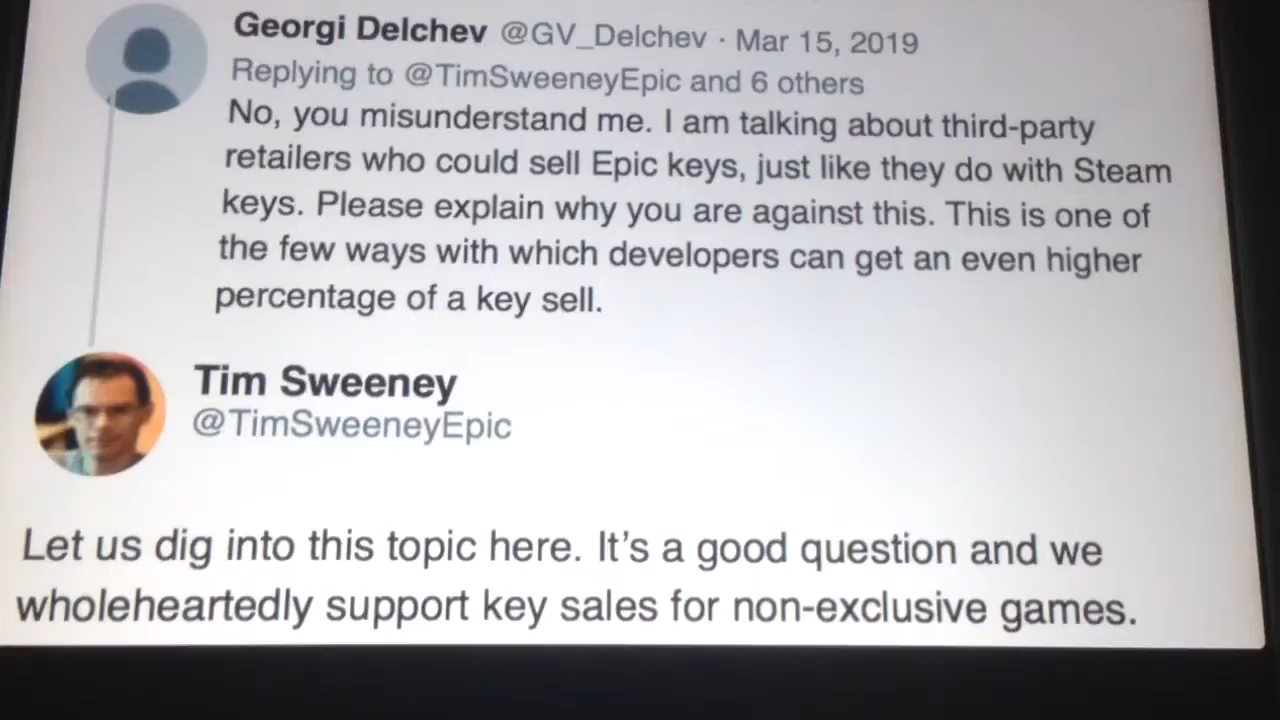 Georgi Delchev @GV_Delchev · Mar 15, 2019
Replying to @TimSweeneyEpic and 6 others
No, you misunderstand me. I am talking about third-party
retailers who could sell Epic keys, just like they do with Steam
keys. Please explain why you are against this. This is one of
the few ways with which developers can get an even higher
percentage of a key sell.
Tim Sweeney
@TimSweeneyEpic
Let us dig into this topic here. It's a good question and we
wholeheartedly support key sales for non-exclusive games.